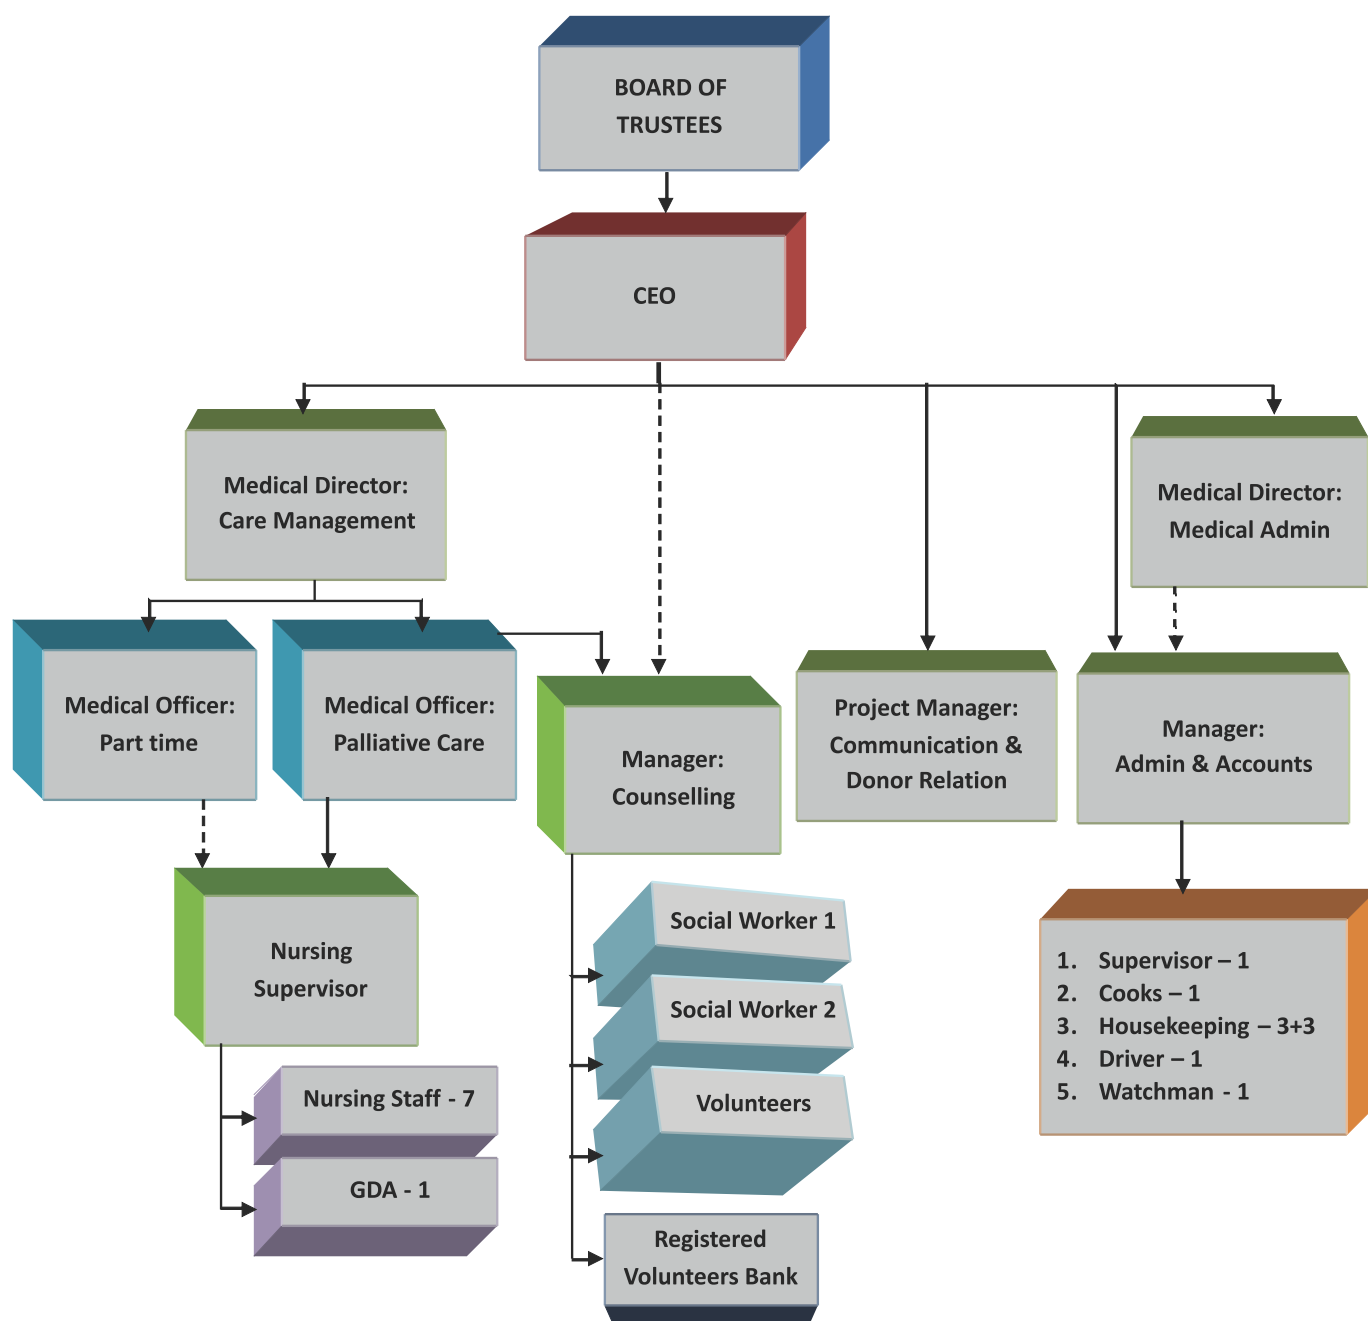 BOARD OF
TRUSTEES
CEO
Medical Director:
Care Management
Medical Director:
Medical Admin
Medical Officer:
Part time
Medical Officer:
Palliative Care
Manager:
Counselling
Project Manager:
Communication &
Donor Relation
Manager:
Admin & Accounts
Nursing
Supervisor
Social Worker 1
Social Worker 2
Volunteers
Registered
Volunteers Bank
Nursing Staff - 7
GDA - 1
1. Supervisor – 1
2. Cooks – 1
3. Housekeeping – 3+3
4. Driver – 1
5. Watchman - 1